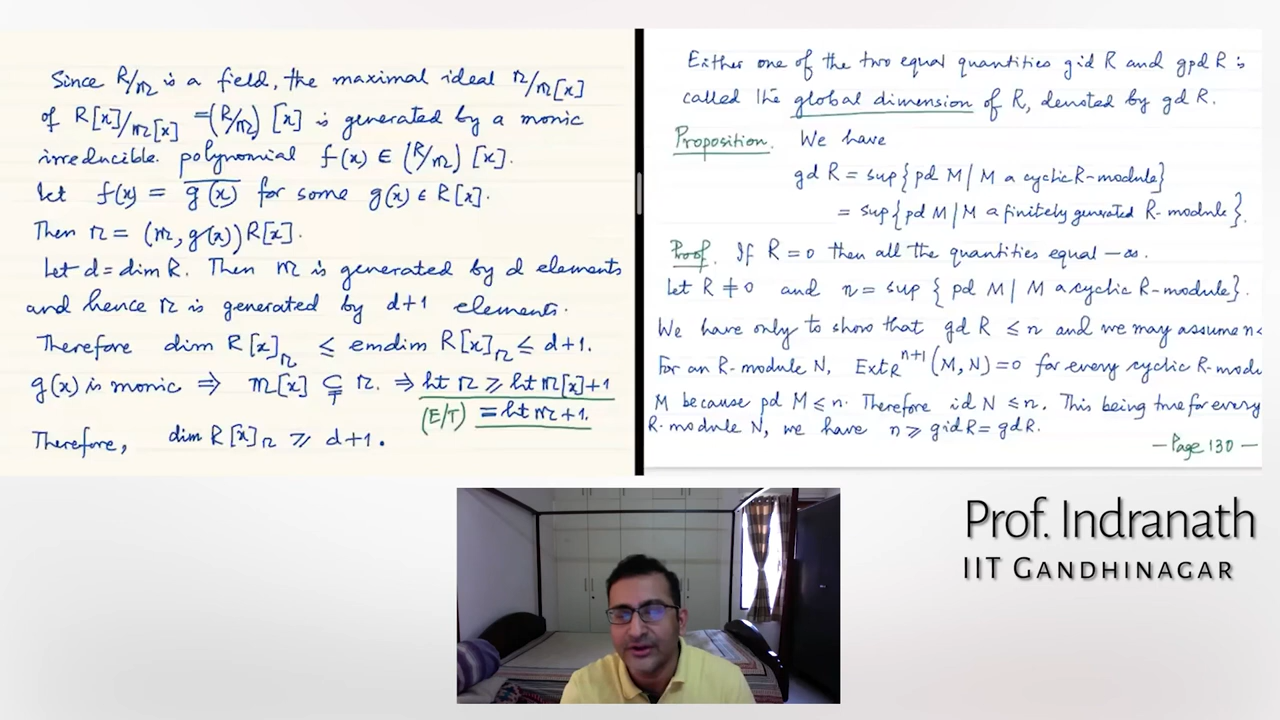 Since R/𝔪 is a field, the maximal ideal 𝔫/𝔪[x]
of R[x]/𝔪[x] = (R/𝔪)[x] is generated by a monic
irreducible polynomial f(x) ∈ (R/𝔪)[x].
Let f(x) = \overline{g(x)} for some g(x) ∈ R[x].
Then 𝔫 = (𝔪, g(x))R[x].
Let d = dim R. Then 𝔪 is generated by d elements
and hence 𝔫 is generated by d+1 elements.
Therefore dim R[x]_𝔫 ≤ emdim R[x]_𝔫 ≤ d+1.
g(x) is monic ⇒ 𝔪[x] ⊊ 𝔫. ⇒ ht 𝔫 ≥ ht 𝔪[x]+1
(E/T) = ht 𝔪+1.
Therefore, dim R[x]_𝔫 ≥ d+1.
Either one of the two equal quantities gid R and gpd R is
called the global dimension of R, denoted by gd R.
Proposition. We have
gd R = sup{pd M | M a cyclic R-module}
= sup{pd M | M a finitely generated R-module}.
Proof. If R = 0 then all the quantities equal -∞.
Let R ≠ 0 and n = sup {pd M | M a cyclic R-module}.
We have only to show that gd R ≤ n and we may assume n<
For an R-module N, Ext_R^{n+1}(M, N) = 0 for every cyclic R-modu
M because pd M ≤ n. Therefore id N ≤ n. This being true for every
R-module N, we have n ≥ gid R = gd R.
— Page 130 —
Prof. Indranath
IIT GANDHINAGAR